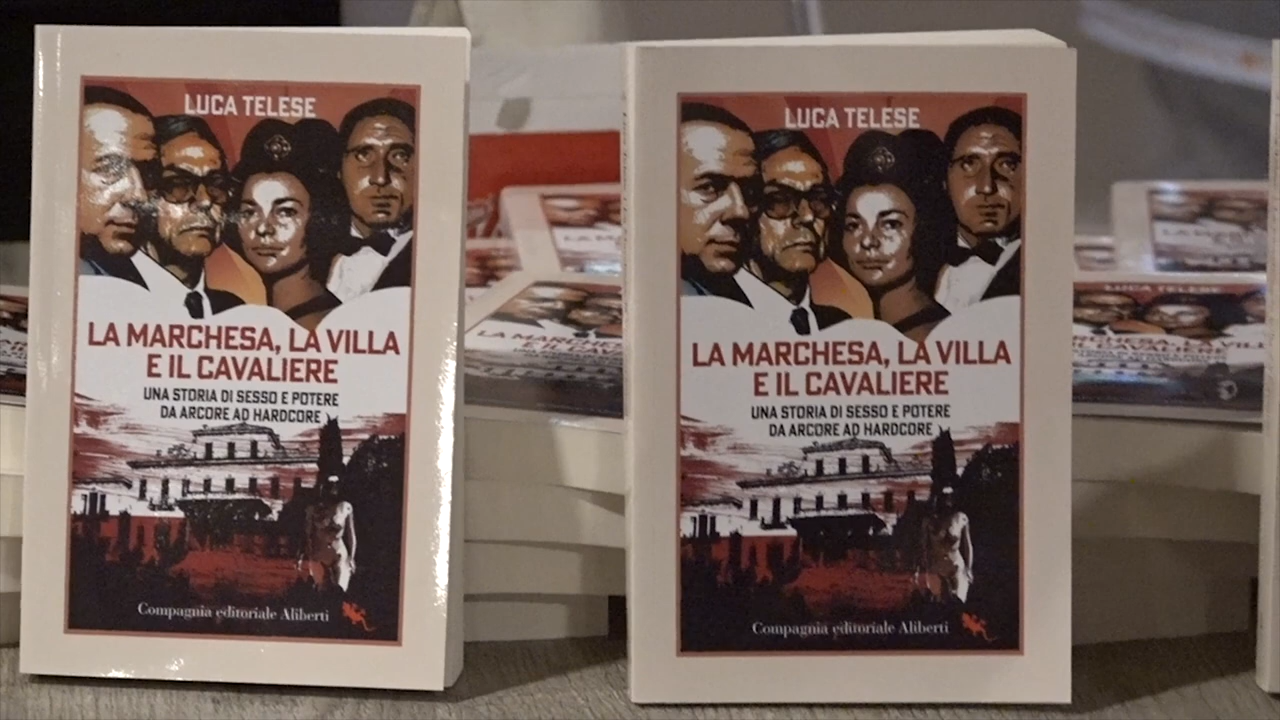 LUCA TELESE
LA MARCHESA, LA VILLA
E IL CAVALIERE
UNA STORIA DI SESSO E POTERE
DA ARCORE AD HARDCORE
Compagnia editoriale Aliberti
LUCA TELESE
LA MARCHESA, LA VILLA
E IL CAVALIERE
UNA STORIA DI SESSO E POTERE
DA ARCORE AD HARDCORE
Compagnia editoriale Aliberti
LUCA TELESE